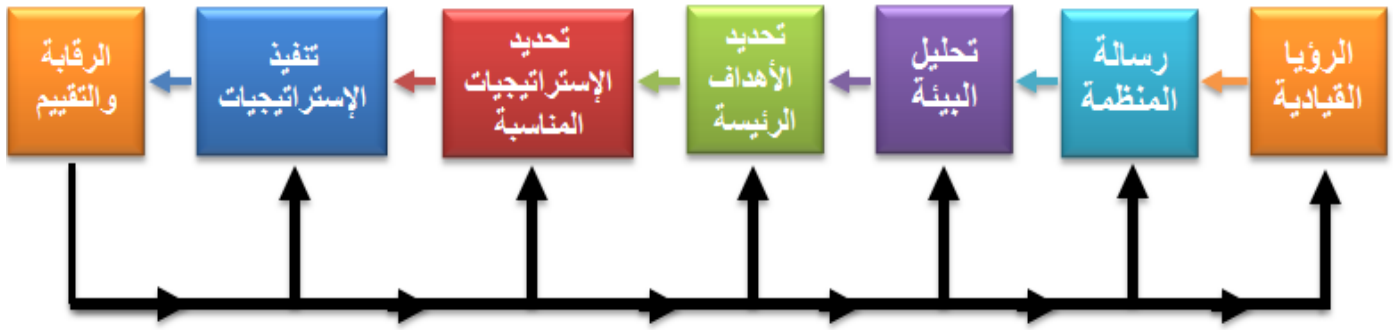 الرؤيا
القيادية
رسالة
المنظمة
تحليل
البيئة
تحديد
الأهداف
الرئيسة
تحديد
الإستراتيجيات
المناسبة
تنفيذ
الإستراتيجيات
الرقابة
والتقييم